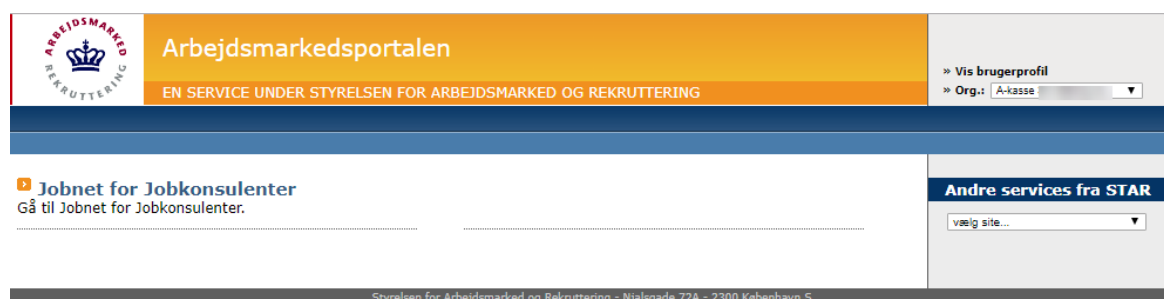 ARBEJDSMARKED
REKRUTTERING
Arbejdsmarkedsportalen
EN SERVICE UNDER STYRELSEN FOR ARBEJDSMARKED OG REKRUTTERING
» Vis brugerprofil
» Org.: A-kasse
Jobnet for Jobkonsulenter
Gå til Jobnet for Jobkonsulenter.
Andre services fra STAR
vælg site...
Styrelsen for Arbejdsmarked og Rekruttering - Njalsgade 72A - 2300 København S